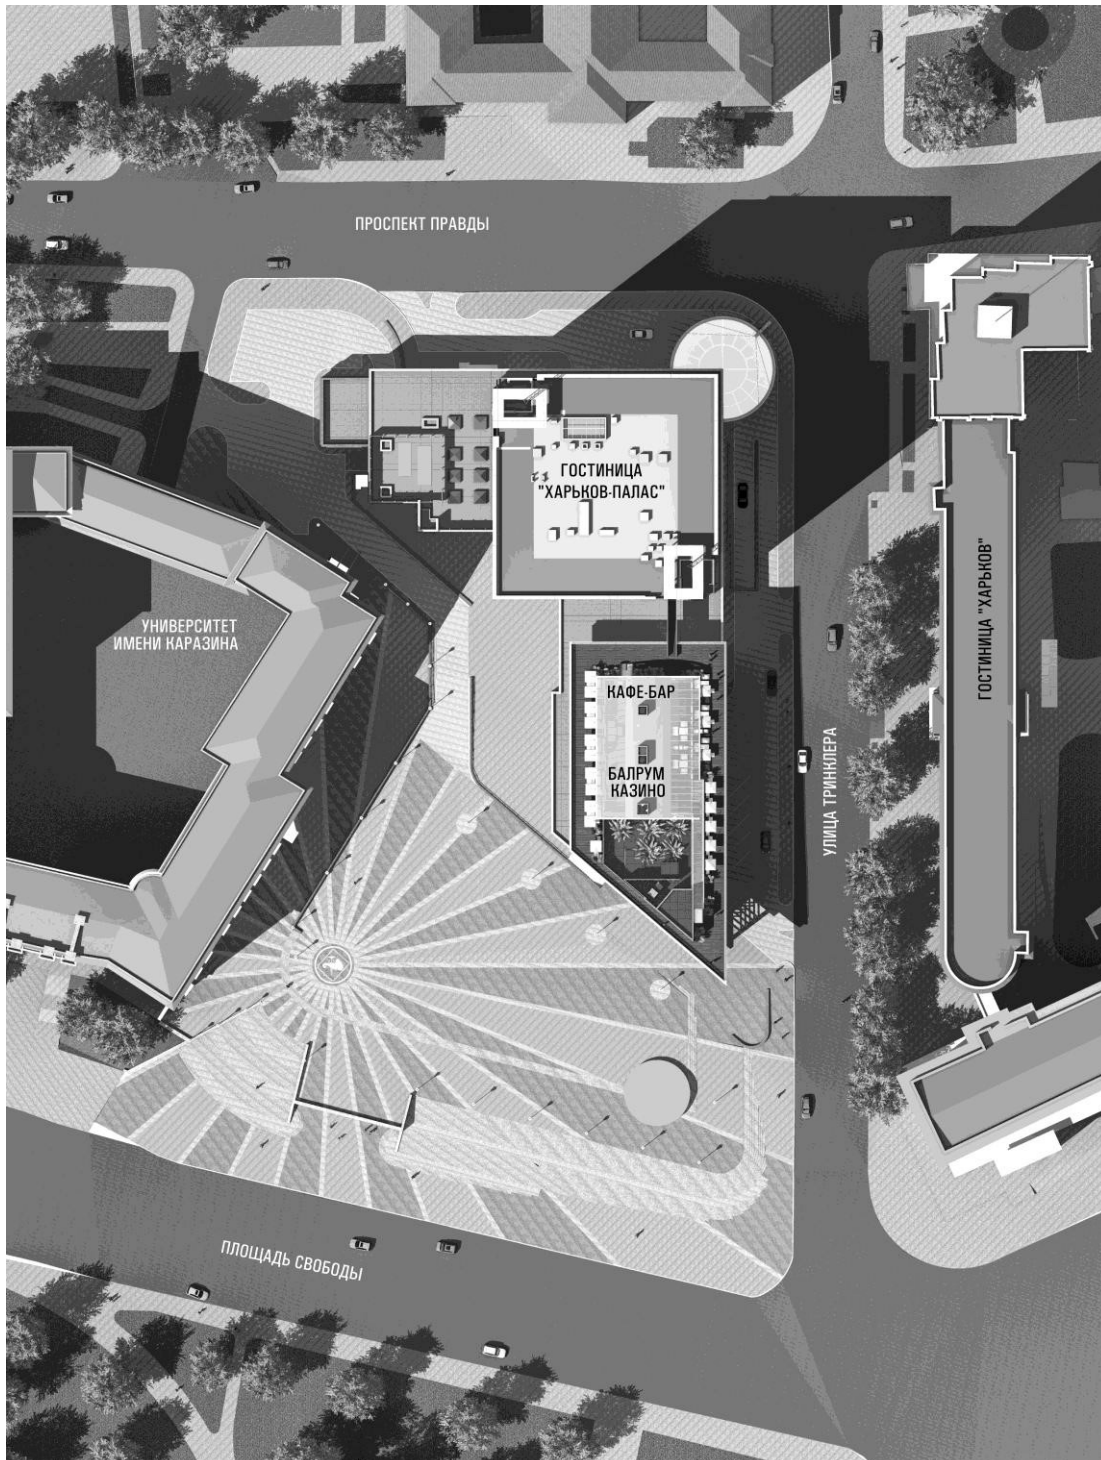 ПРОСПЕКТ ПРАВДЫ
ГОСТИНИЦА
"ХАРЬКОВ-ПАЛАС"
ГОСТИНИЦА "ХАРЬКОВ"
УНИВЕРСИТЕТ
ИМЕНИ КАРАЗИНА
КАФЕ-БАР
БАЛРУМ
КАЗИНО
УЛИЦА ТРИНКЛЕРА
ПЛОЩАДЬ СВОБОДЫ